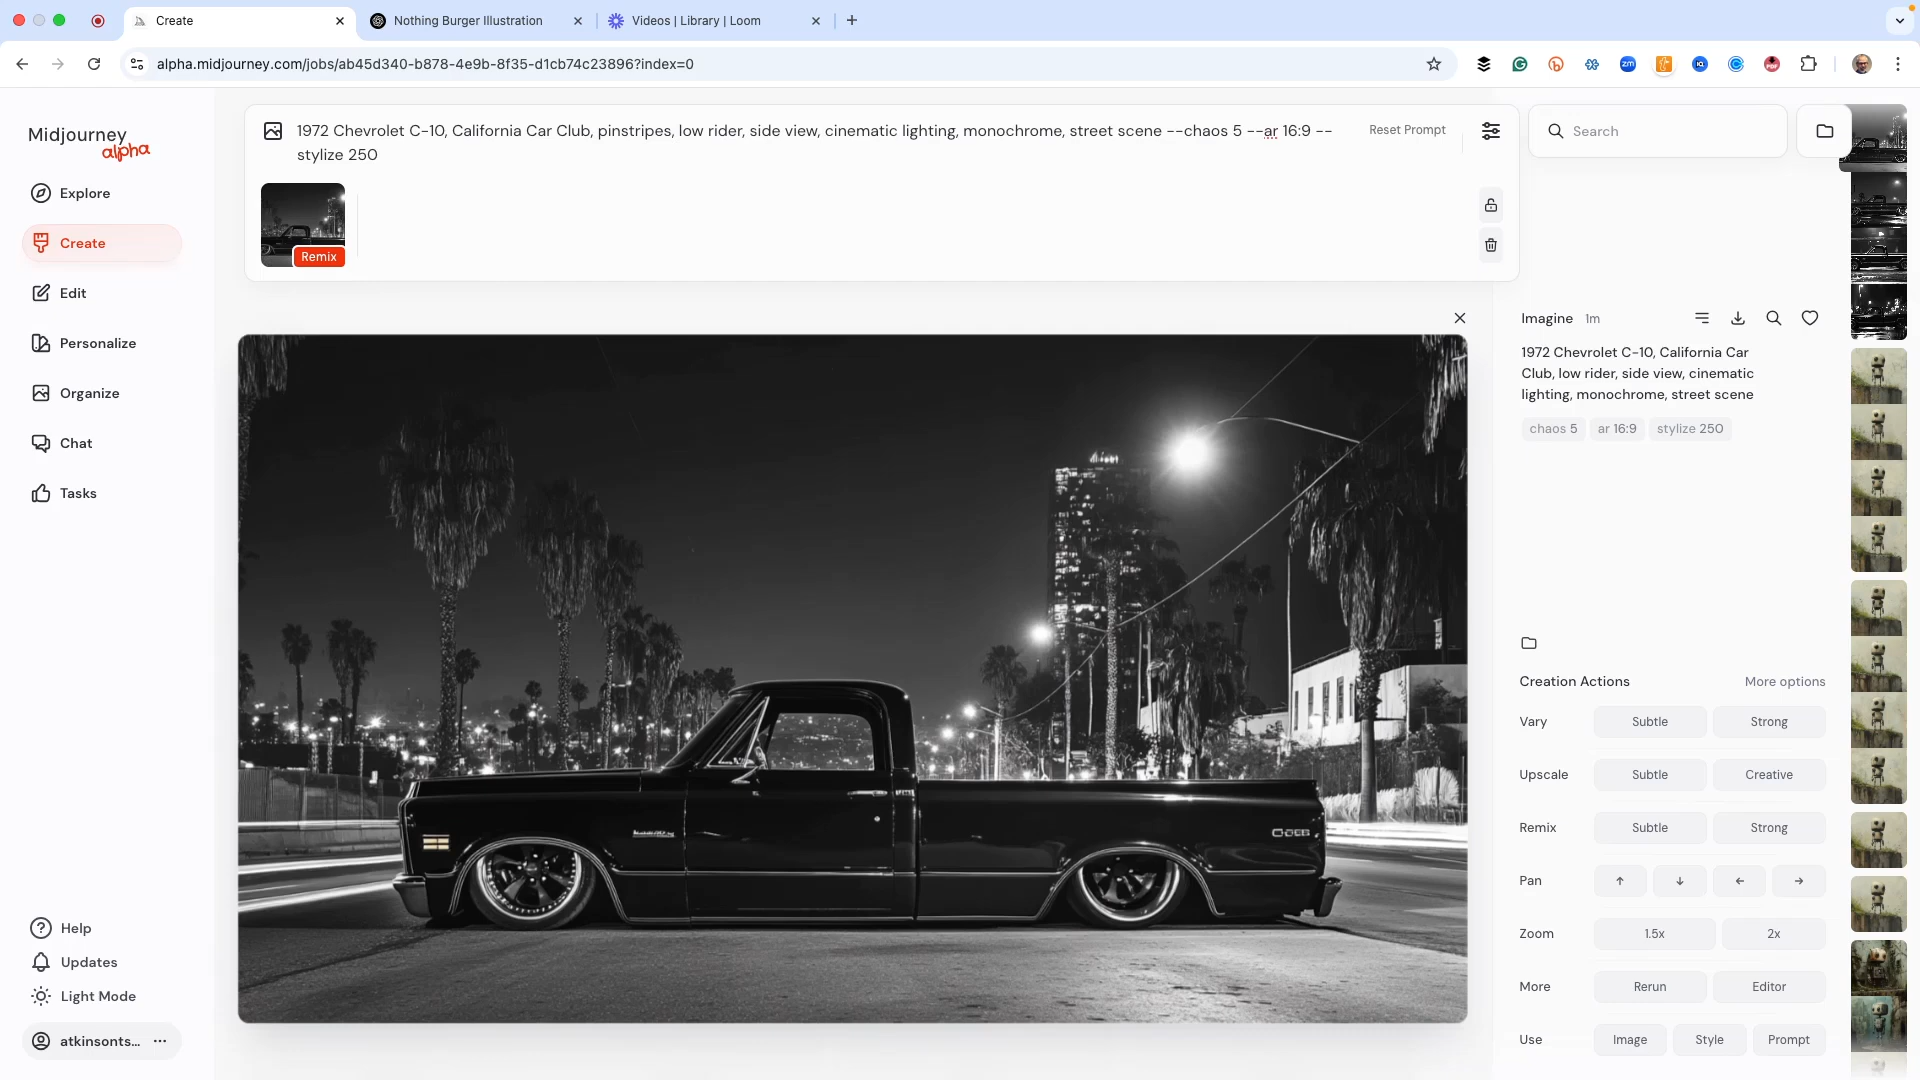 Create
Nothing Burger Illustration
Videos | Library | Loom
alpha.midjourney.com/jobs/ab45d340-b878-4e9b-8f35-d1cb74c23896?index=0
Midjourney
alpha
Explore
Create
Edit
Personalize
Organize
Chat
Tasks
Help
Updates
Light Mode
atkinsonts...
1972 Chevrolet C-10, California Car Club, pinstripes, low rider, side view, cinematic lighting, monochrome, street scene --chaos 5 --ar 16:9 --
stylize 250
Reset Prompt
Remix
Search
Imagine 1m
1972 Chevrolet C-10, California Car
Club, low rider, side view, cinematic
lighting, monochrome, street scene
chaos 5 ar 16:9 stylize 250
Creation Actions More options
Vary Subtle Strong
Upscale Subtle Creative
Remix Subtle Strong
Pan ↑ ↓ ← →
Zoom 1.5x 2x
More Rerun Editor
Use Image Style Prompt